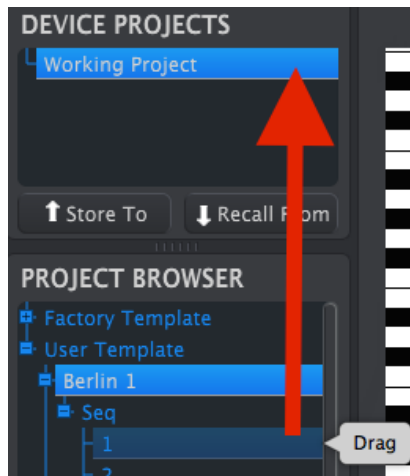 DEVICE PROJECTS
Working Project
Store To
Recall From
PROJECT BROWSER
Factory Template
User Template
Berlin 1
Seq
1
Drag
2